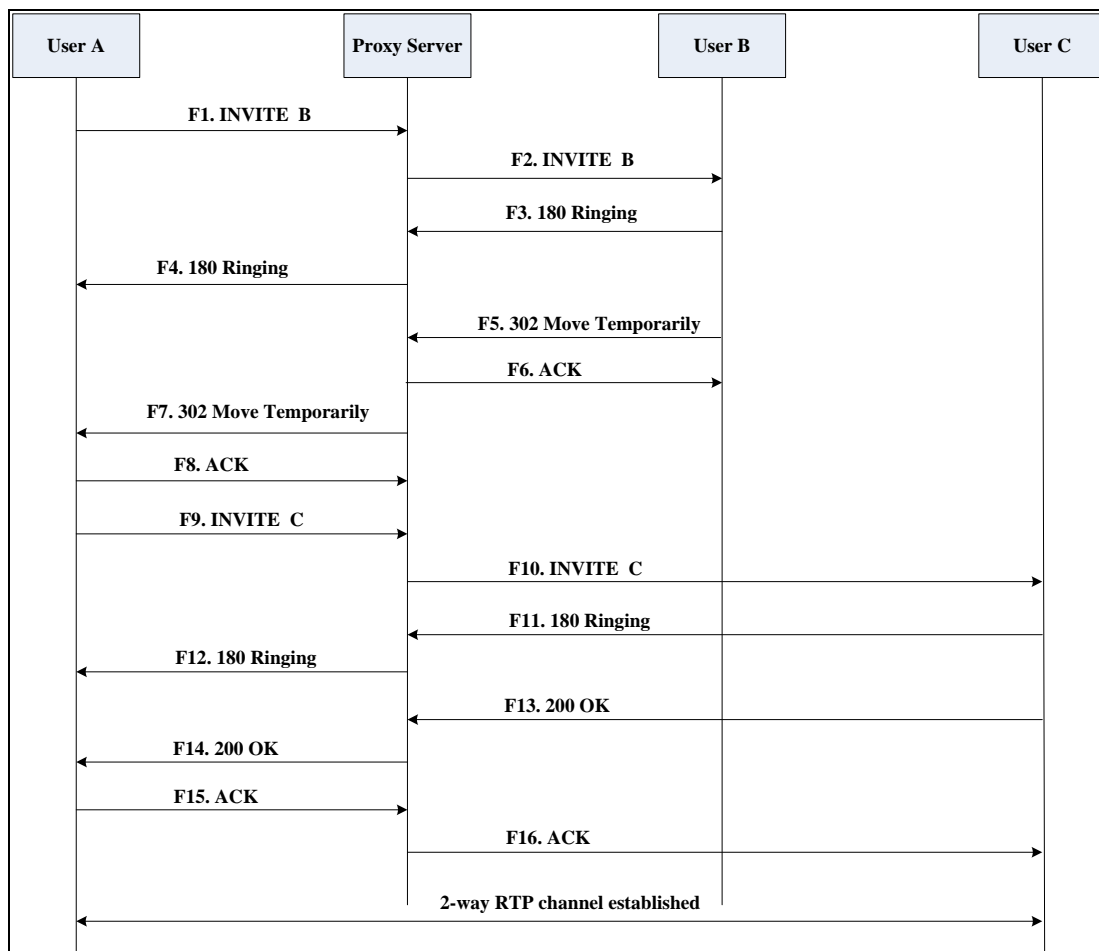 User A
Proxy Server
User B
User C
F1. INVITE B
F2. INVITE B
F3. 180 Ringing
F4. 180 Ringing
F5. 302 Move Temporarily
F6. ACK
F7. 302 Move Temporarily
F8. ACK
F9. INVITE C
F10. INVITE C
F11. 180 Ringing
F12. 180 Ringing
F13. 200 OK
F14. 200 OK
F15. ACK
F16. ACK
2-way RTP channel established